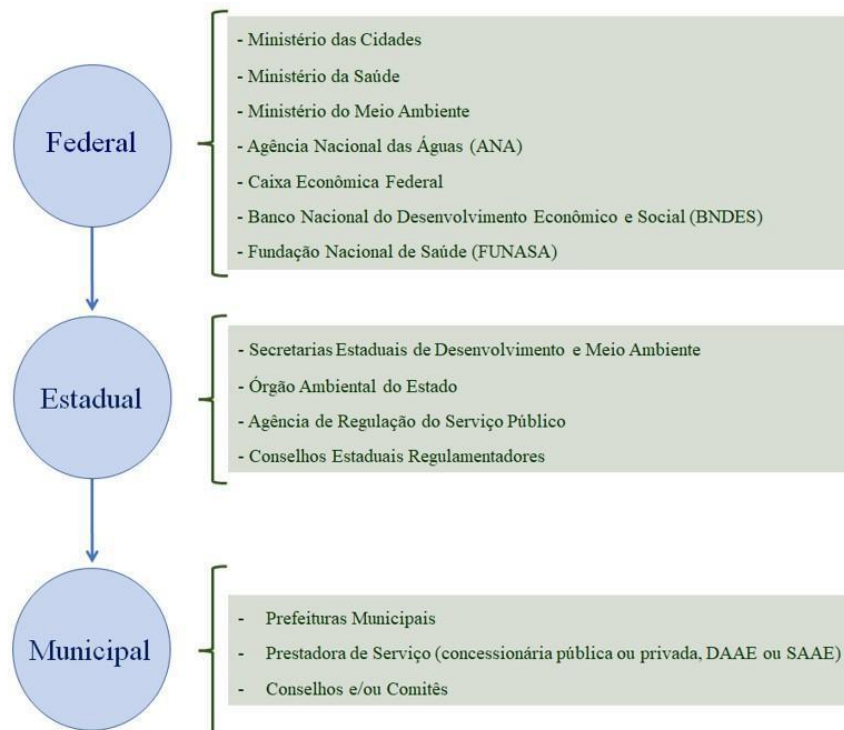 Federal
- Ministério das Cidades
- Ministério da Saúde
- Ministério do Meio Ambiente
- Agência Nacional das Águas (ANA)
- Caixa Econômica Federal
- Banco Nacional do Desenvolvimento Econômico e Social (BNDES)
- Fundação Nacional de Saúde (FUNASA)
Estadual
- Secretarias Estaduais de Desenvolvimento e Meio Ambiente
- Órgão Ambiental do Estado
- Agência de Regulação do Serviço Público
- Conselhos Estaduais Regulamentadores
Municipal
- Prefeituras Municipais
- Prestadora de Serviço (concessionária pública ou privada, DAAE ou SAAE)
- Conselhos e/ou Comitês